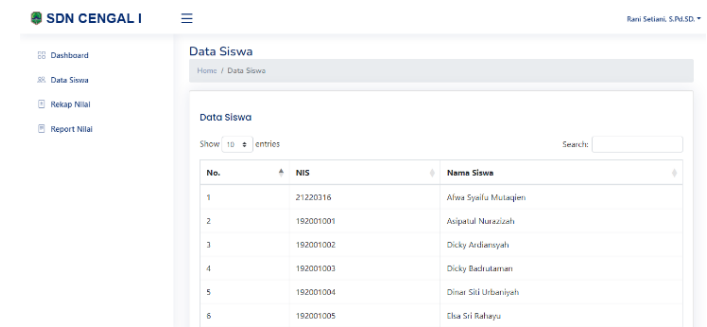 SDN CENGAL I
Rani Setiani, S.Pd.SD.
Dashboard
Data Siswa
Rekap Nilai
Report Nilai
Data Siswa
Home / Data Siswa
Data Siswa
Show 10 entries
Search:
No. NIS Nama Siswa
1 21220316 Afwa Syaifu Mutaqien
2 192001001 Asipatul Nurazizah
3 192001002 Dicky Ardiansyah
4 192001003 Dicky Badrutaman
5 192001004 Dinar Siti Urbaniyah
6 192001005 Elsa Sri Rahayu